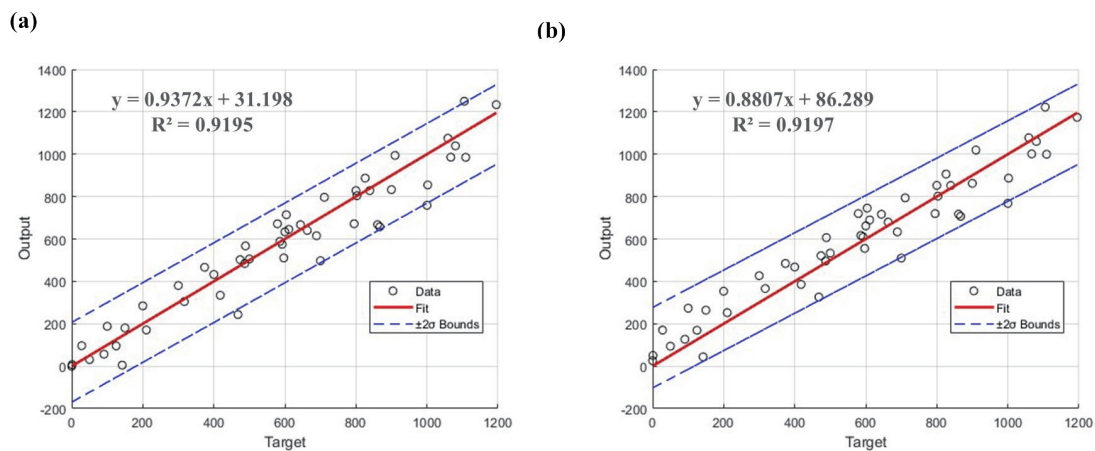 (a)
y = 0.9372x + 31.198
R² = 0.9195
1400
1200
1000
800
600
400
200
0
-200
Output
0 200 400 600 800 1000 1200
Target
Data
Fit
±2σ Bounds
(b)
y = 0.8807x + 86.289
R² = 0.9197
1400
1200
1000
800
600
400
200
0
-200
Output
0 200 400 600 800 1000 1200
Target
Data
Fit
±2σ Bounds